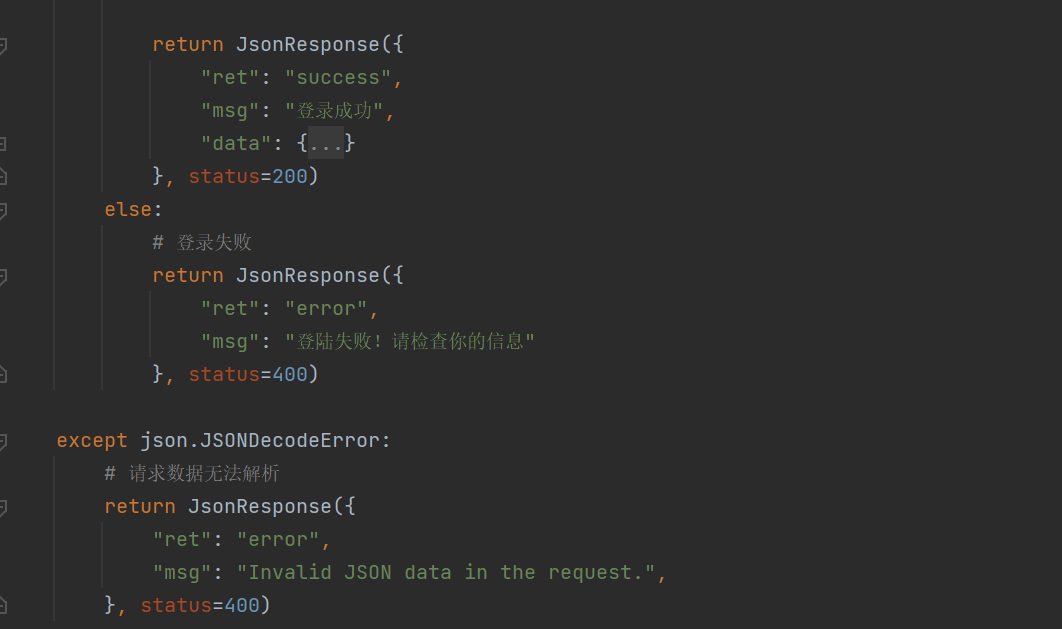 return JsonResponse({
"ret": "success",
"msg": "登录成功",
"data": {...}
}, status=200)
else:
# 登录失败
return JsonResponse({
"ret": "error",
"msg": "登陆失败! 请检查你的信息"
}, status=400)
except json.JSONDecodeError:
# 请求数据无法解析
return JsonResponse({
"ret": "error",
"msg": "Invalid JSON data in the request.",
}, status=400)